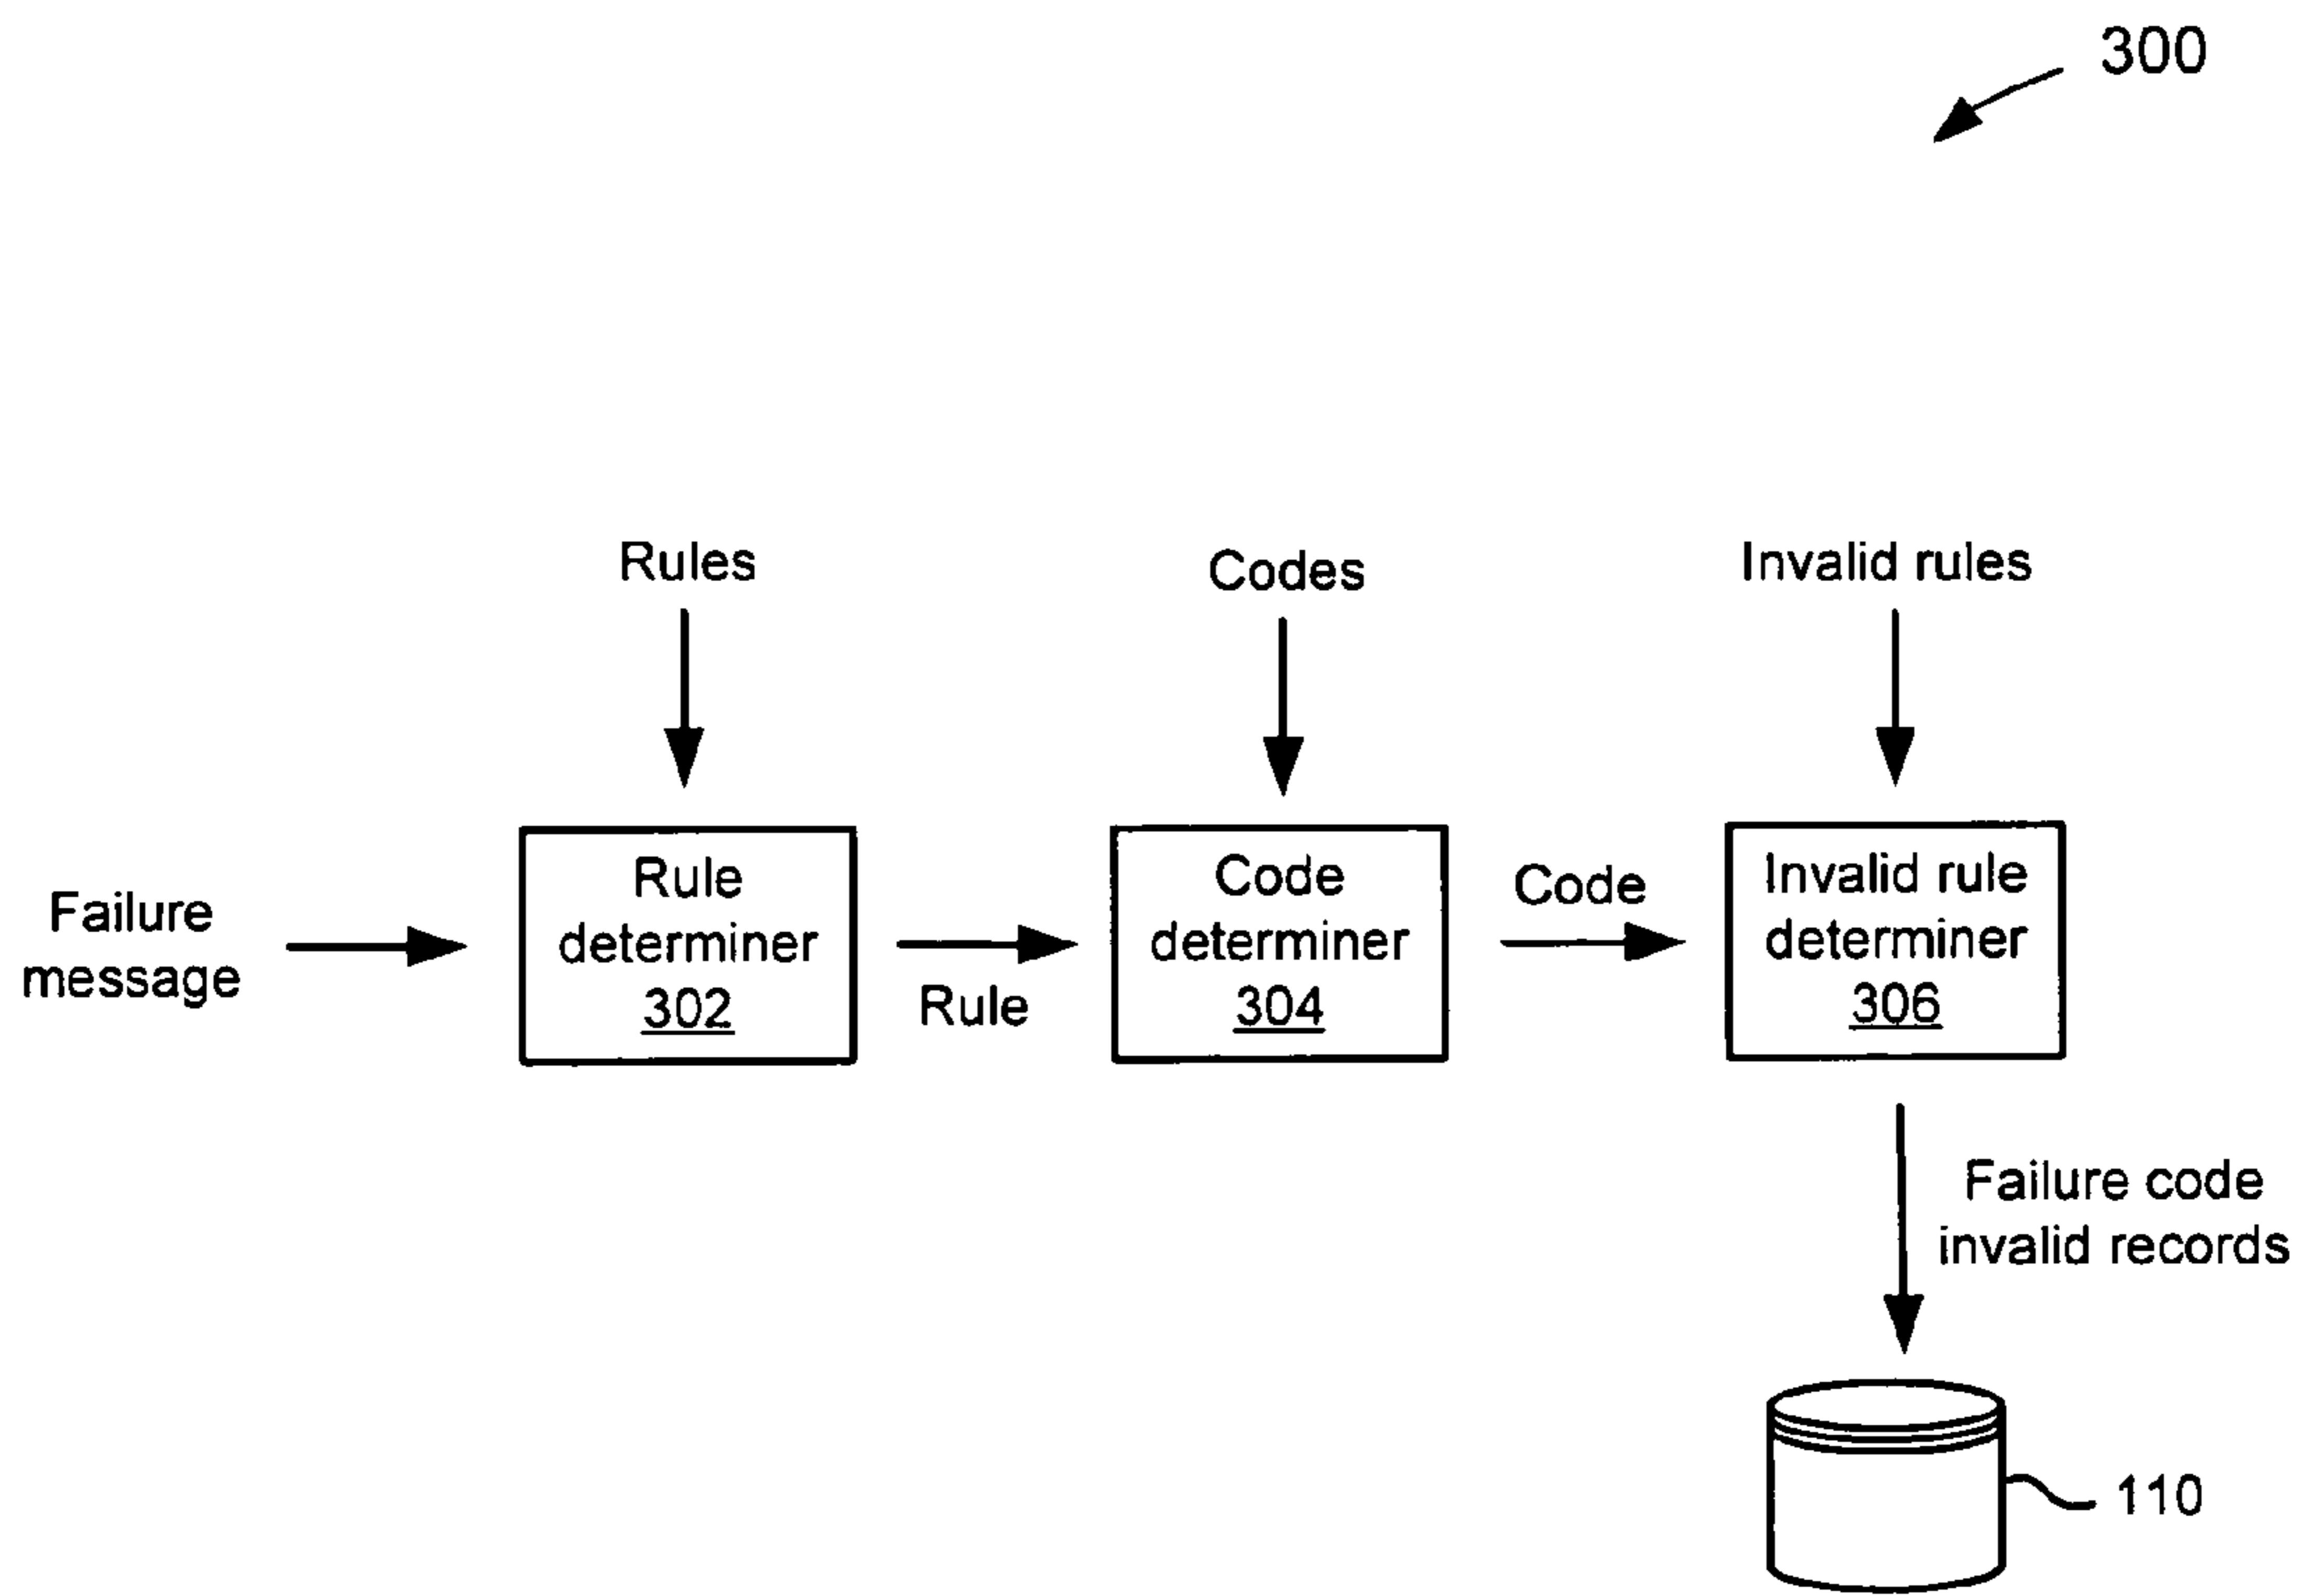 300
Rules
Codes
Invalid rules
Failure
message
Rule
determiner
302
Rule
Code
determiner
304
Code
Invalid rule
determiner
306
Failure code
invalid records
110